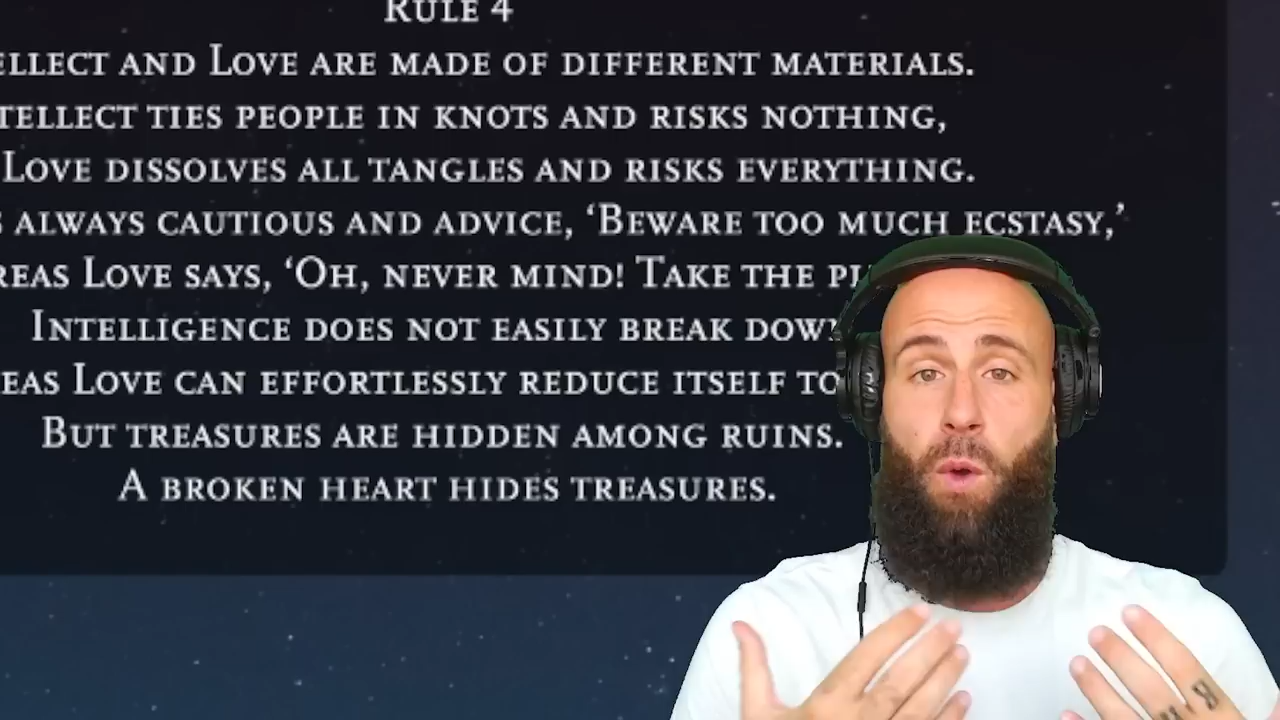 RULE 4
ELLECT AND LOVE ARE MADE OF DIFFERENT MATERIALS.
TELLECT TIES PEOPLE IN KNOTS AND RISKS NOTHING,
LOVE DISSOLVES ALL TANGLES AND RISKS EVERYTHING.
ALWAYS CAUTIOUS AND ADVICE, ‘BEWARE TOO MUCH ECSTASY,’
REAS LOVE SAYS, ‘OH, NEVER MIND! TAKE THE
INTELLIGENCE DOES NOT EASILY BREAK DOWN
EAS LOVE CAN EFFORTLESSLY REDUCE ITSELF TO
BUT TREASURES ARE HIDDEN AMONG RUINS.
A BROKEN HEART HIDES TREASURES.